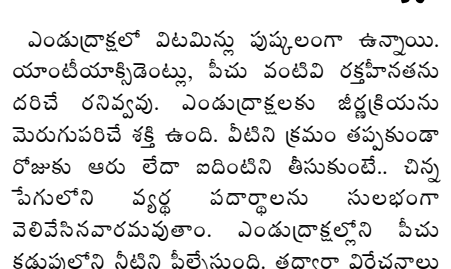 ఎండుద్రాక్షలో విటమిన్లు పుష్కలంగా ఉన్నాయి.
యాంటీయాక్సిడెంట్లు, పీచు వంటివి రక్తహీనతను
దరిచే రనివ్వవు. ఎండుద్రాక్షలకు జీర్ణక్రియను
మెరుగుపరిచే శక్తి ఉంది. వీటిని క్రమం తప్పకుండా
రోజుకు ఆరు లేదా ఐదింటిని తీసుకుంటే.. చిన్న
పేగులోని వ్యర్థ పదార్థాలను సులభంగా
వెలివేసినవారమవుతాం. ఎండుద్రాక్షల్లోని పీచు
కడుపులోని నీటిని పీల్చేస్తుంది. తద్వారా విరేచనాలు